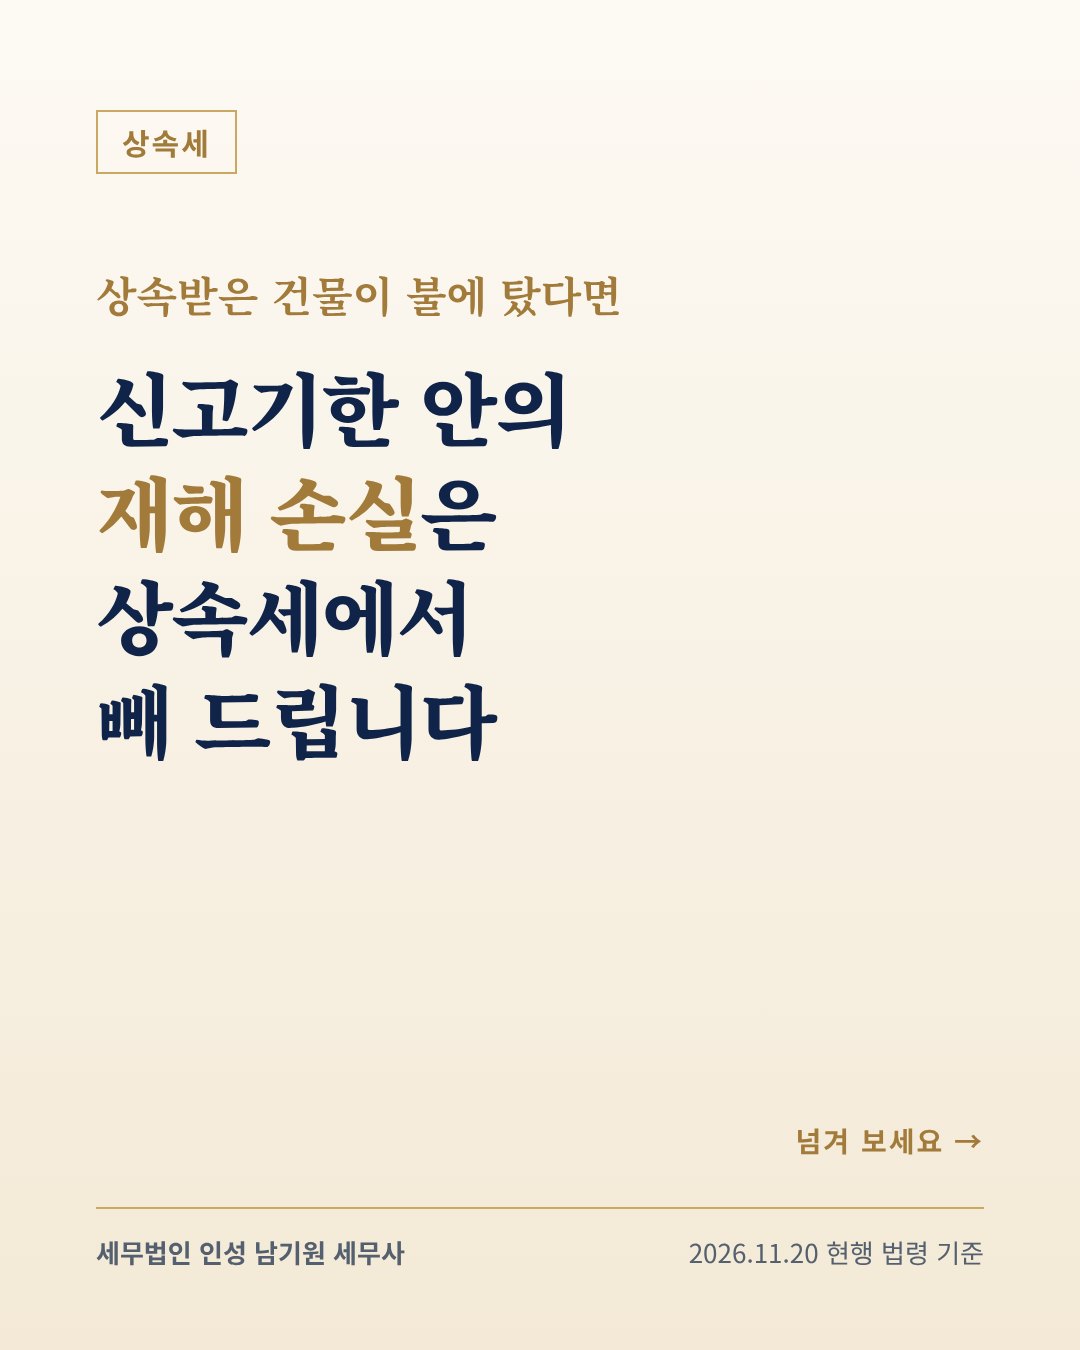 상속세
상속받은 건물이 불에 탔다면
신고기한 안의
재해 손실은
상속세에서
빼 드립니다
넘겨 보세요 →
세무법인 인성 남기원 세무사
2026.11.20 현행 법령 기준